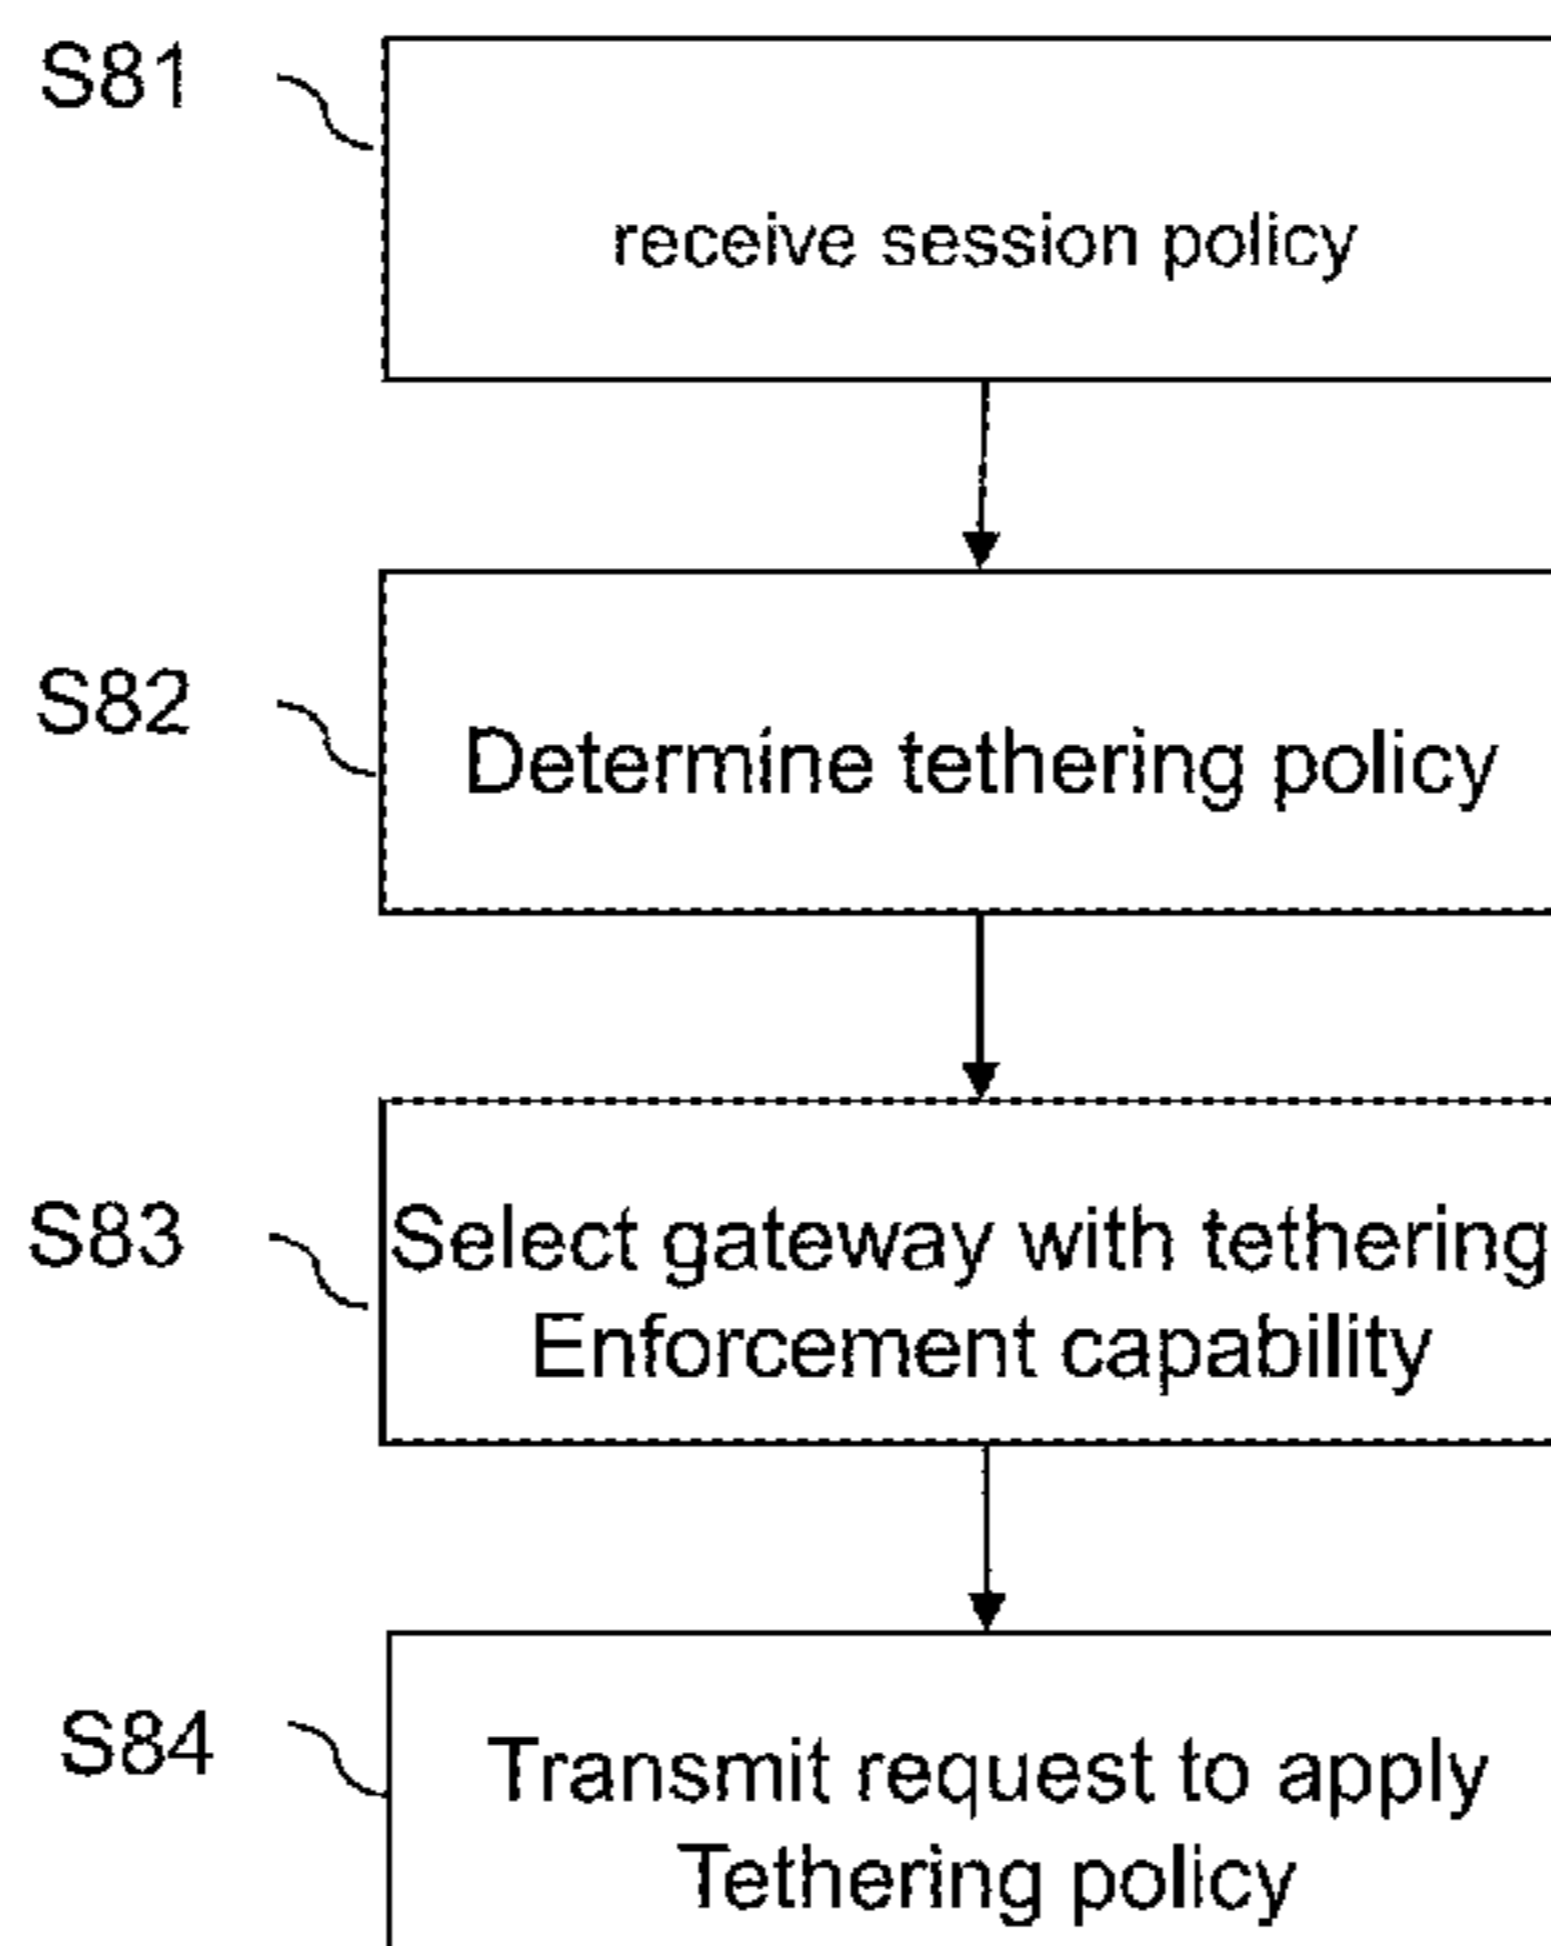 S81
receive session policy
S82
Determine tethering policy
S83
Select gateway with tethering
Enforcement capability
S84
Transmit request to apply
Tethering policy